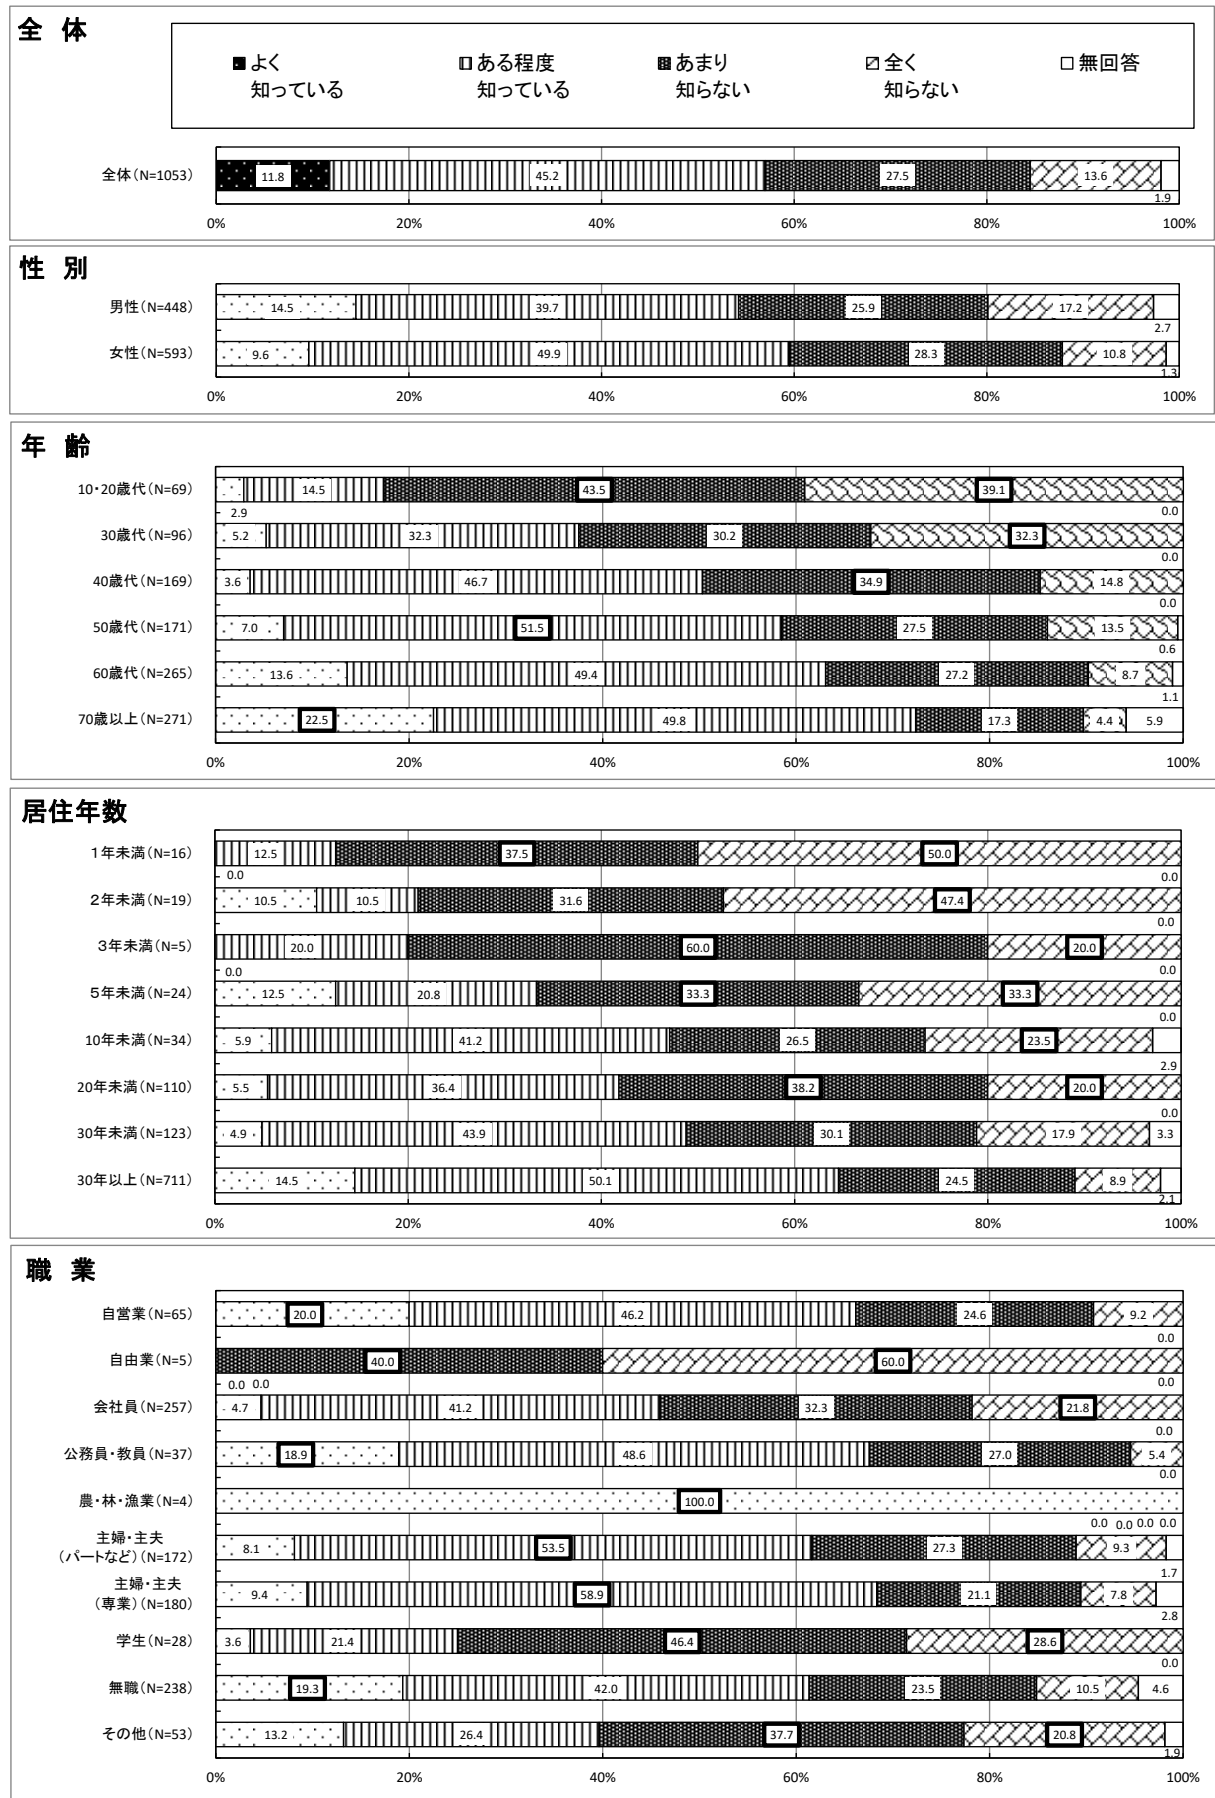 全 体
よく
知っている
ある程度
知っている
あまり
知らない
全く
知らない
無回答
全体(N=1053) 11.8 45.2 27.5 13.6 1.9
0% 20% 40% 60% 80% 100%
性 別
男性(N=448) 14.5 39.7 25.9 17.2 2.7
女性(N=593) 9.6 49.9 28.3 10.8 1.3
0% 20% 40% 60% 80% 100%
年 齢
10・20歳代(N=69) 2.9 14.5 43.5 39.1 0.0
30歳代(N=96) 5.2 32.3 30.2 32.3 0.0
40歳代(N=169) 3.6 46.7 34.9 14.8 0.0
50歳代(N=171) 7.0 51.5 27.5 13.5 0.6
60歳代(N=265) 13.6 49.4 27.2 8.7 1.1
70歳以上(N=271) 22.5 49.8 17.3 4.4 5.9
0% 20% 40% 60% 80% 100%
居住年数
1年未満(N=16) 0.0 12.5 37.5 50.0 0.0
2年未満(N=19) 10.5 10.5 31.6 47.4 0.0
3年未満(N=5) 0.0 20.0 60.0 20.0 0.0
5年未満(N=24) 12.5 20.8 33.3 33.3 0.0
10年未満(N=34) 5.9 41.2 26.5 23.5 2.9
20年未満(N=110) 5.5 36.4 38.2 20.0 0.0
30年未満(N=123) 4.9 43.9 30.1 17.9 3.3
30年以上(N=711) 14.5 50.1 24.5 8.9 2.1
0% 20% 40% 60% 80% 100%
職 業
自営業(N=65) 20.0 46.2 24.6 9.2 0.0
自由業(N=5) 0.0 0.0 40.0 60.0 0.0
会社員(N=257) 4.7 41.2 32.3 21.8 0.0
公務員・教員(N=37) 18.9 48.6 27.0 5.4 0.0
農・林・漁業(N=4) 100.0 0.0 0.0 0.0 0.0
主婦・主夫
(パートなど)(N=172) 8.1 53.5 27.3 9.3 1.7
主婦・主夫
(専業)(N=180) 9.4 58.9 21.1 7.8 2.8
学生(N=28) 3.6 21.4 46.4 28.6 0.0
無職(N=238) 19.3 42.0 23.5 10.5 4.6
その他(N=53) 13.2 26.4 37.7 20.8 1.9
0% 20% 40% 60% 80% 100%